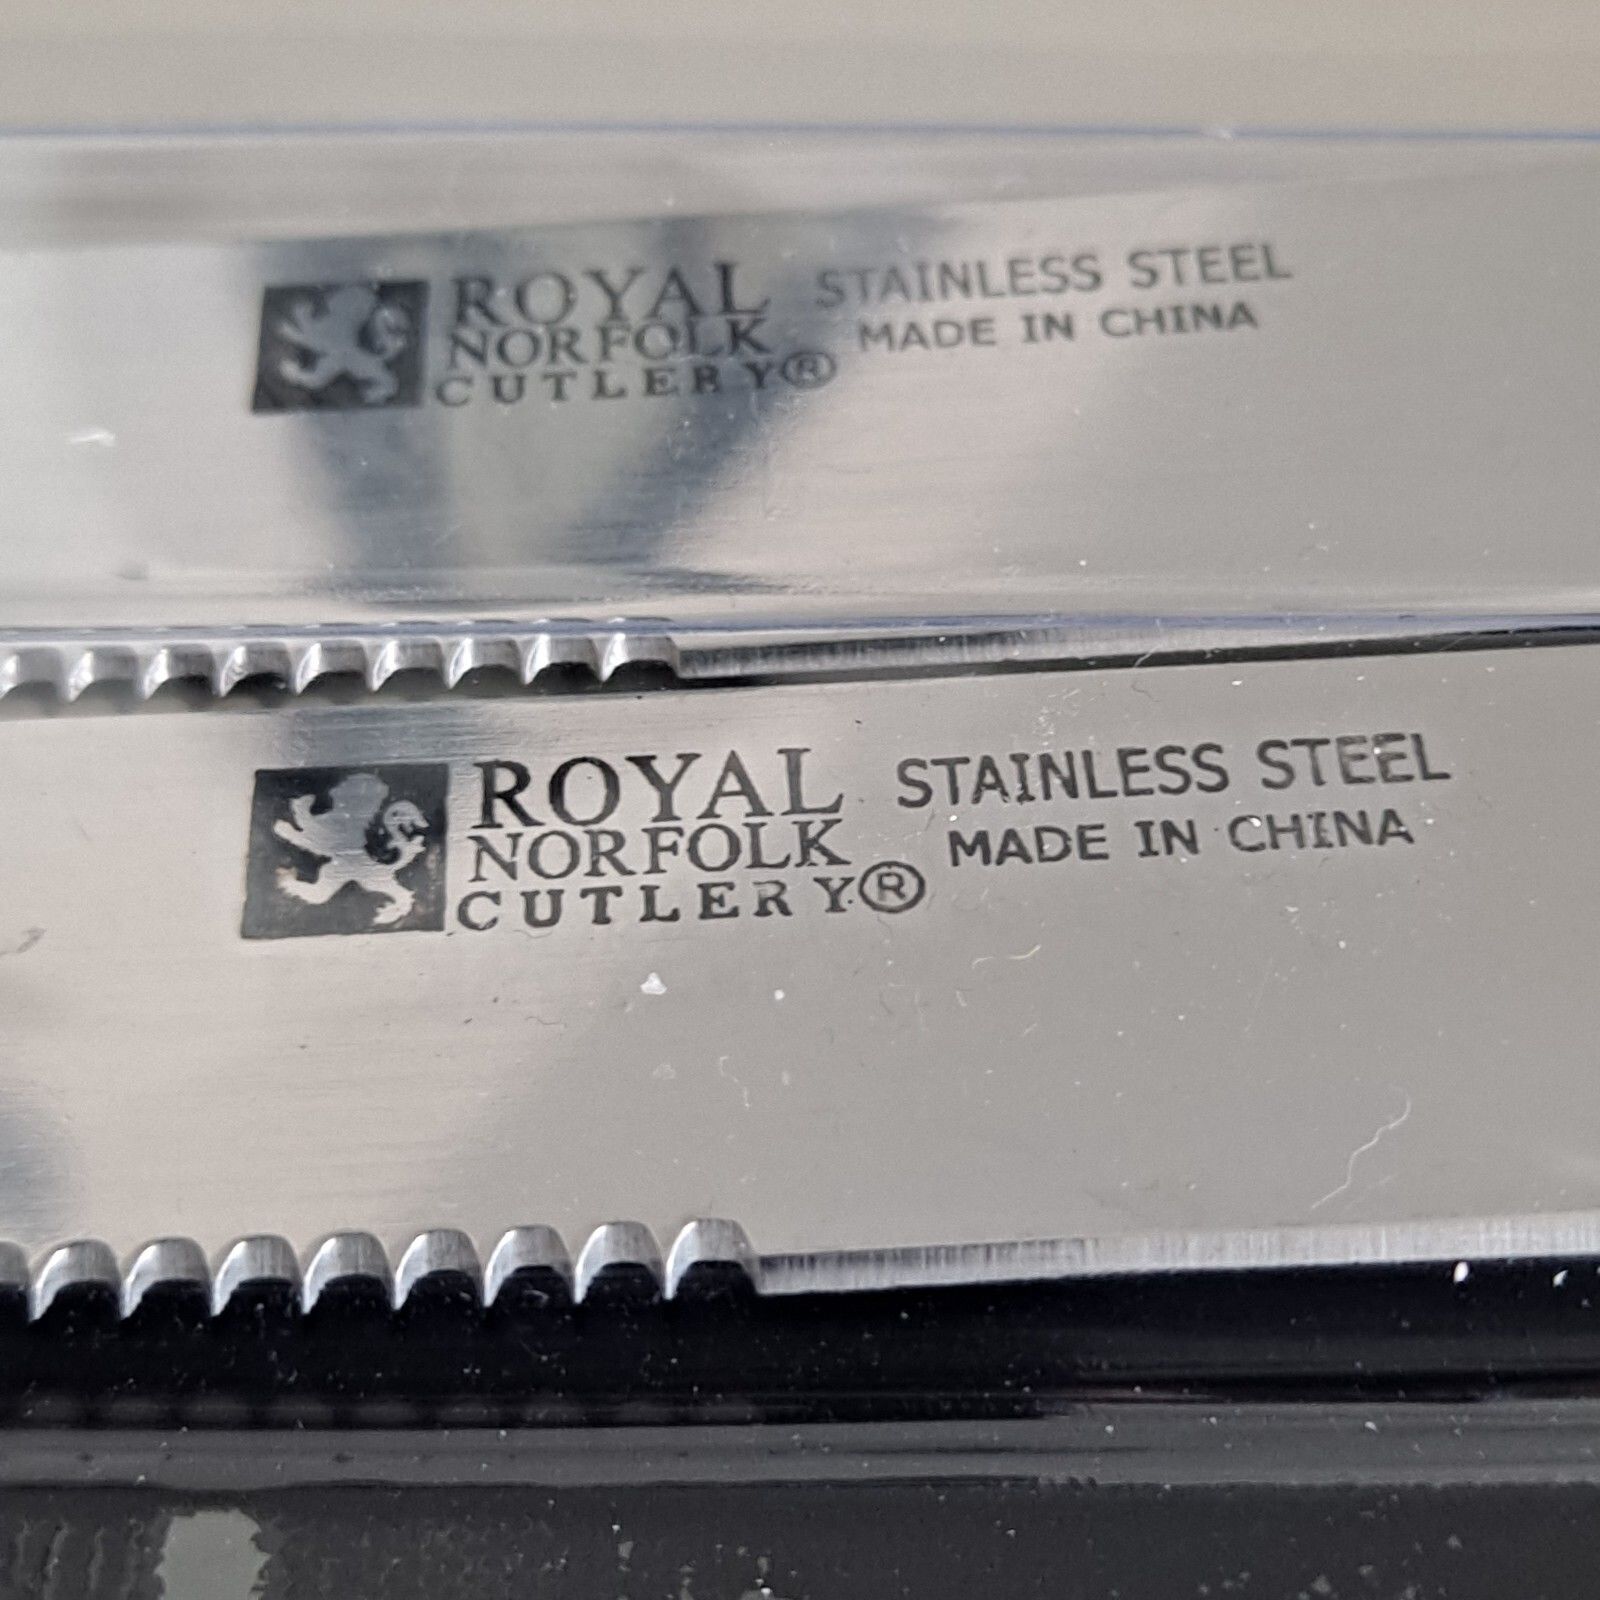 ROYAL
NORFOLK
CUTLERY®
STAINLESS STEEL
MADE IN CHINA
ROYAL
NORFOLK
CUTLERY®
STAINLESS STEEL
MADE IN CHINA